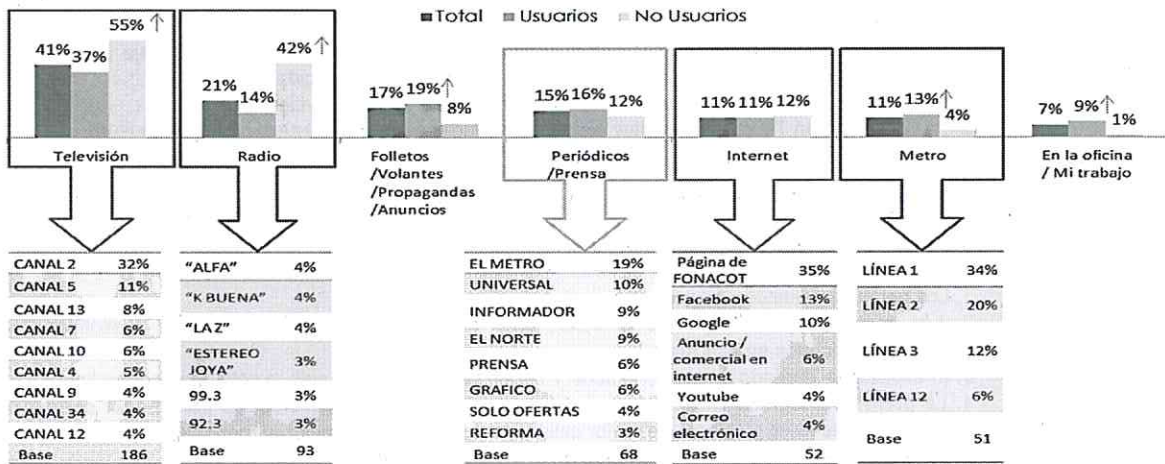 Total Usuarios No Usuarios
41% 37% 55% ↑
21% 14% 42% ↑
17% 19% ↑ 8%
15% 16% 12%
11% 11% 12%
11% 13% ↑ 4%
7% 9% ↑ 1%
Televisión
Radio
Folletos
/Volantes
/Propagandas
/Anuncios
Periódicos
/Prensa
Internet
Metro
En la oficina
/ Mi trabajo
CANAL 2 32%
CANAL 5 11%
CANAL 13 8%
CANAL 7 6%
CANAL 10 6%
CANAL 4 5%
CANAL 9 4%
CANAL 34 4%
CANAL 12 4%
Base 186
"ALFA" 4%
"K BUENA" 4%
"LA Z" 4%
"ESTEREO
JOYA" 3%
99.3 3%
92.3 3%
Base 93
EL METRO 19%
UNIVERSAL 10%
INFORMADOR 9%
EL NORTE 9%
PRENSA 6%
GRAFICO 6%
SOLO OFERTAS 4%
REFORMA 3%
Base 68
Página de
FONACOT 35%
Facebook 13%
Google 10%
Anuncio /
comercial en
internet 6%
Youtube 4%
Correo
electrónico 4%
Base 52
LÍNEA 1 34%
LÍNEA 2 20%
LÍNEA 3 12%
LÍNEA 12 6%
Base 51